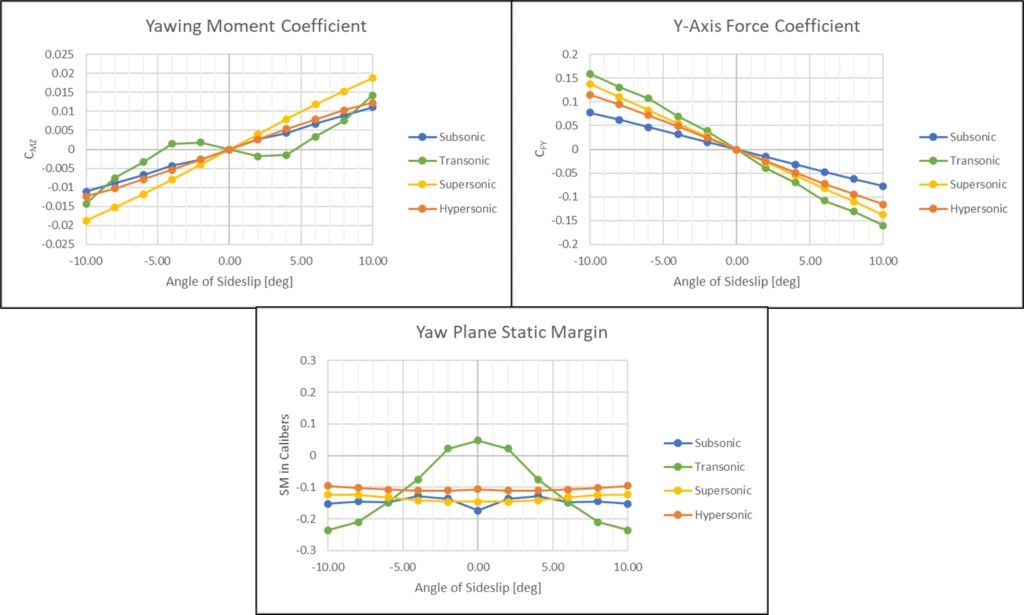 Yawing Moment Coefficient
0.025
0.02
0.015
0.01
0.005
0
-0.005
-0.01
-0.015
-0.02
-0.025
C_MZ
-10.00 -5.00 0.00 5.00 10.00
Angle of Sideslip [deg]
Subsonic
Transonic
Supersonic
Hypersonic
Y-Axis Force Coefficient
0.2
0.15
0.1
0.05
0
-0.05
-0.1
-0.15
-0.2
C_FY
-10.00 -5.00 0.00 5.00 10.00
Angle of Sideslip [deg]
Subsonic
Transonic
Supersonic
Hypersonic
Yaw Plane Static Margin
0.3
0.2
0.1
0
-0.1
-0.2
-0.3
SM in Calibers
-10.00 -5.00 0.00 5.00 10.00
Angle of Sideslip [deg]
Subsonic
Transonic
Supersonic
Hypersonic